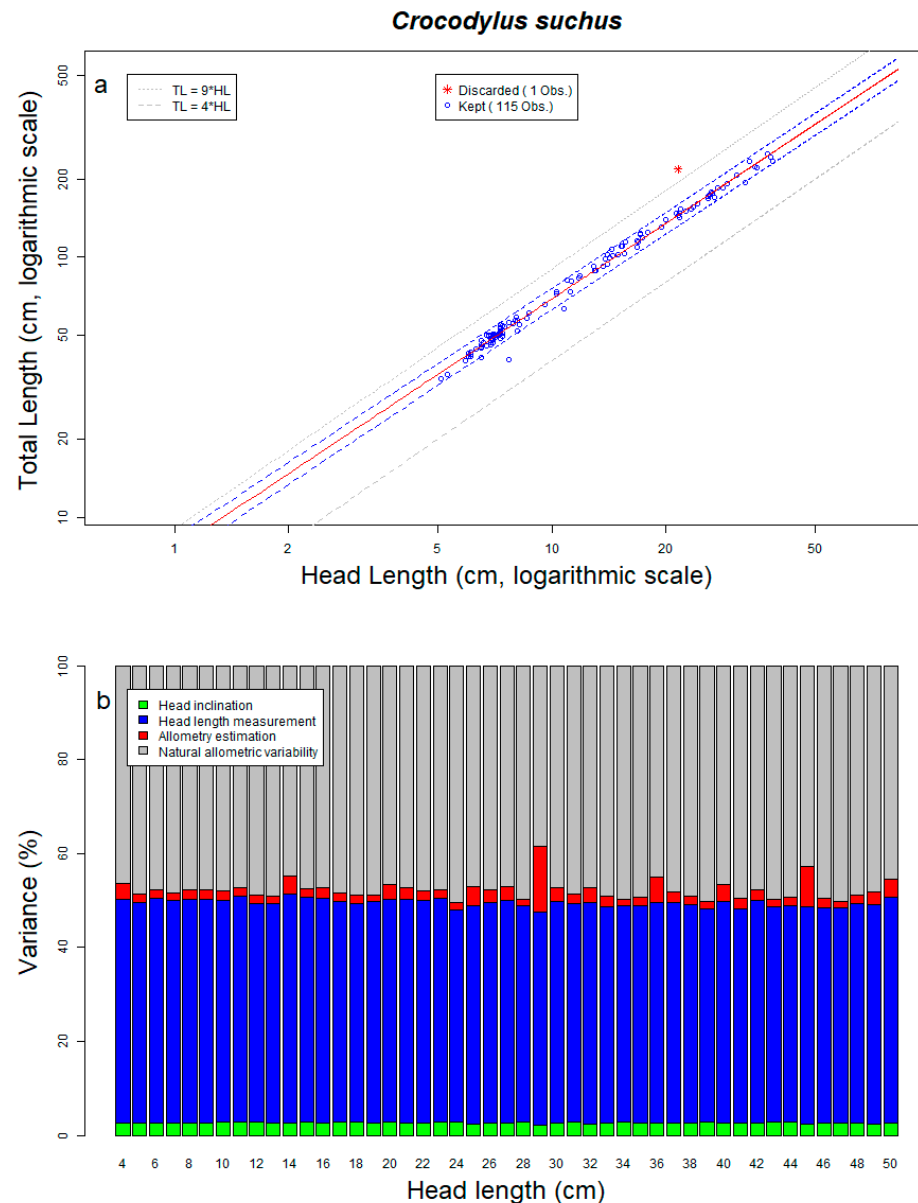 Crocodylus suchus
a
TL = 9*HL
TL = 4*HL
Discarded ( 1 Obs.)
Kept ( 115 Obs.)
Total Length (cm, logarithmic scale)
500
200
100
50
20
10
1 2 5 10 20 50
Head Length (cm, logarithmic scale)
b
Head inclination
Head length measurement
Allometry estimation
Natural allometric variability
Variance (%)
100
80
60
40
20
0
4 6 8 10 12 14 16 18 20 22 24 26 28 30 32 34 36 38 40 42 44 46 48 50
Head length (cm)